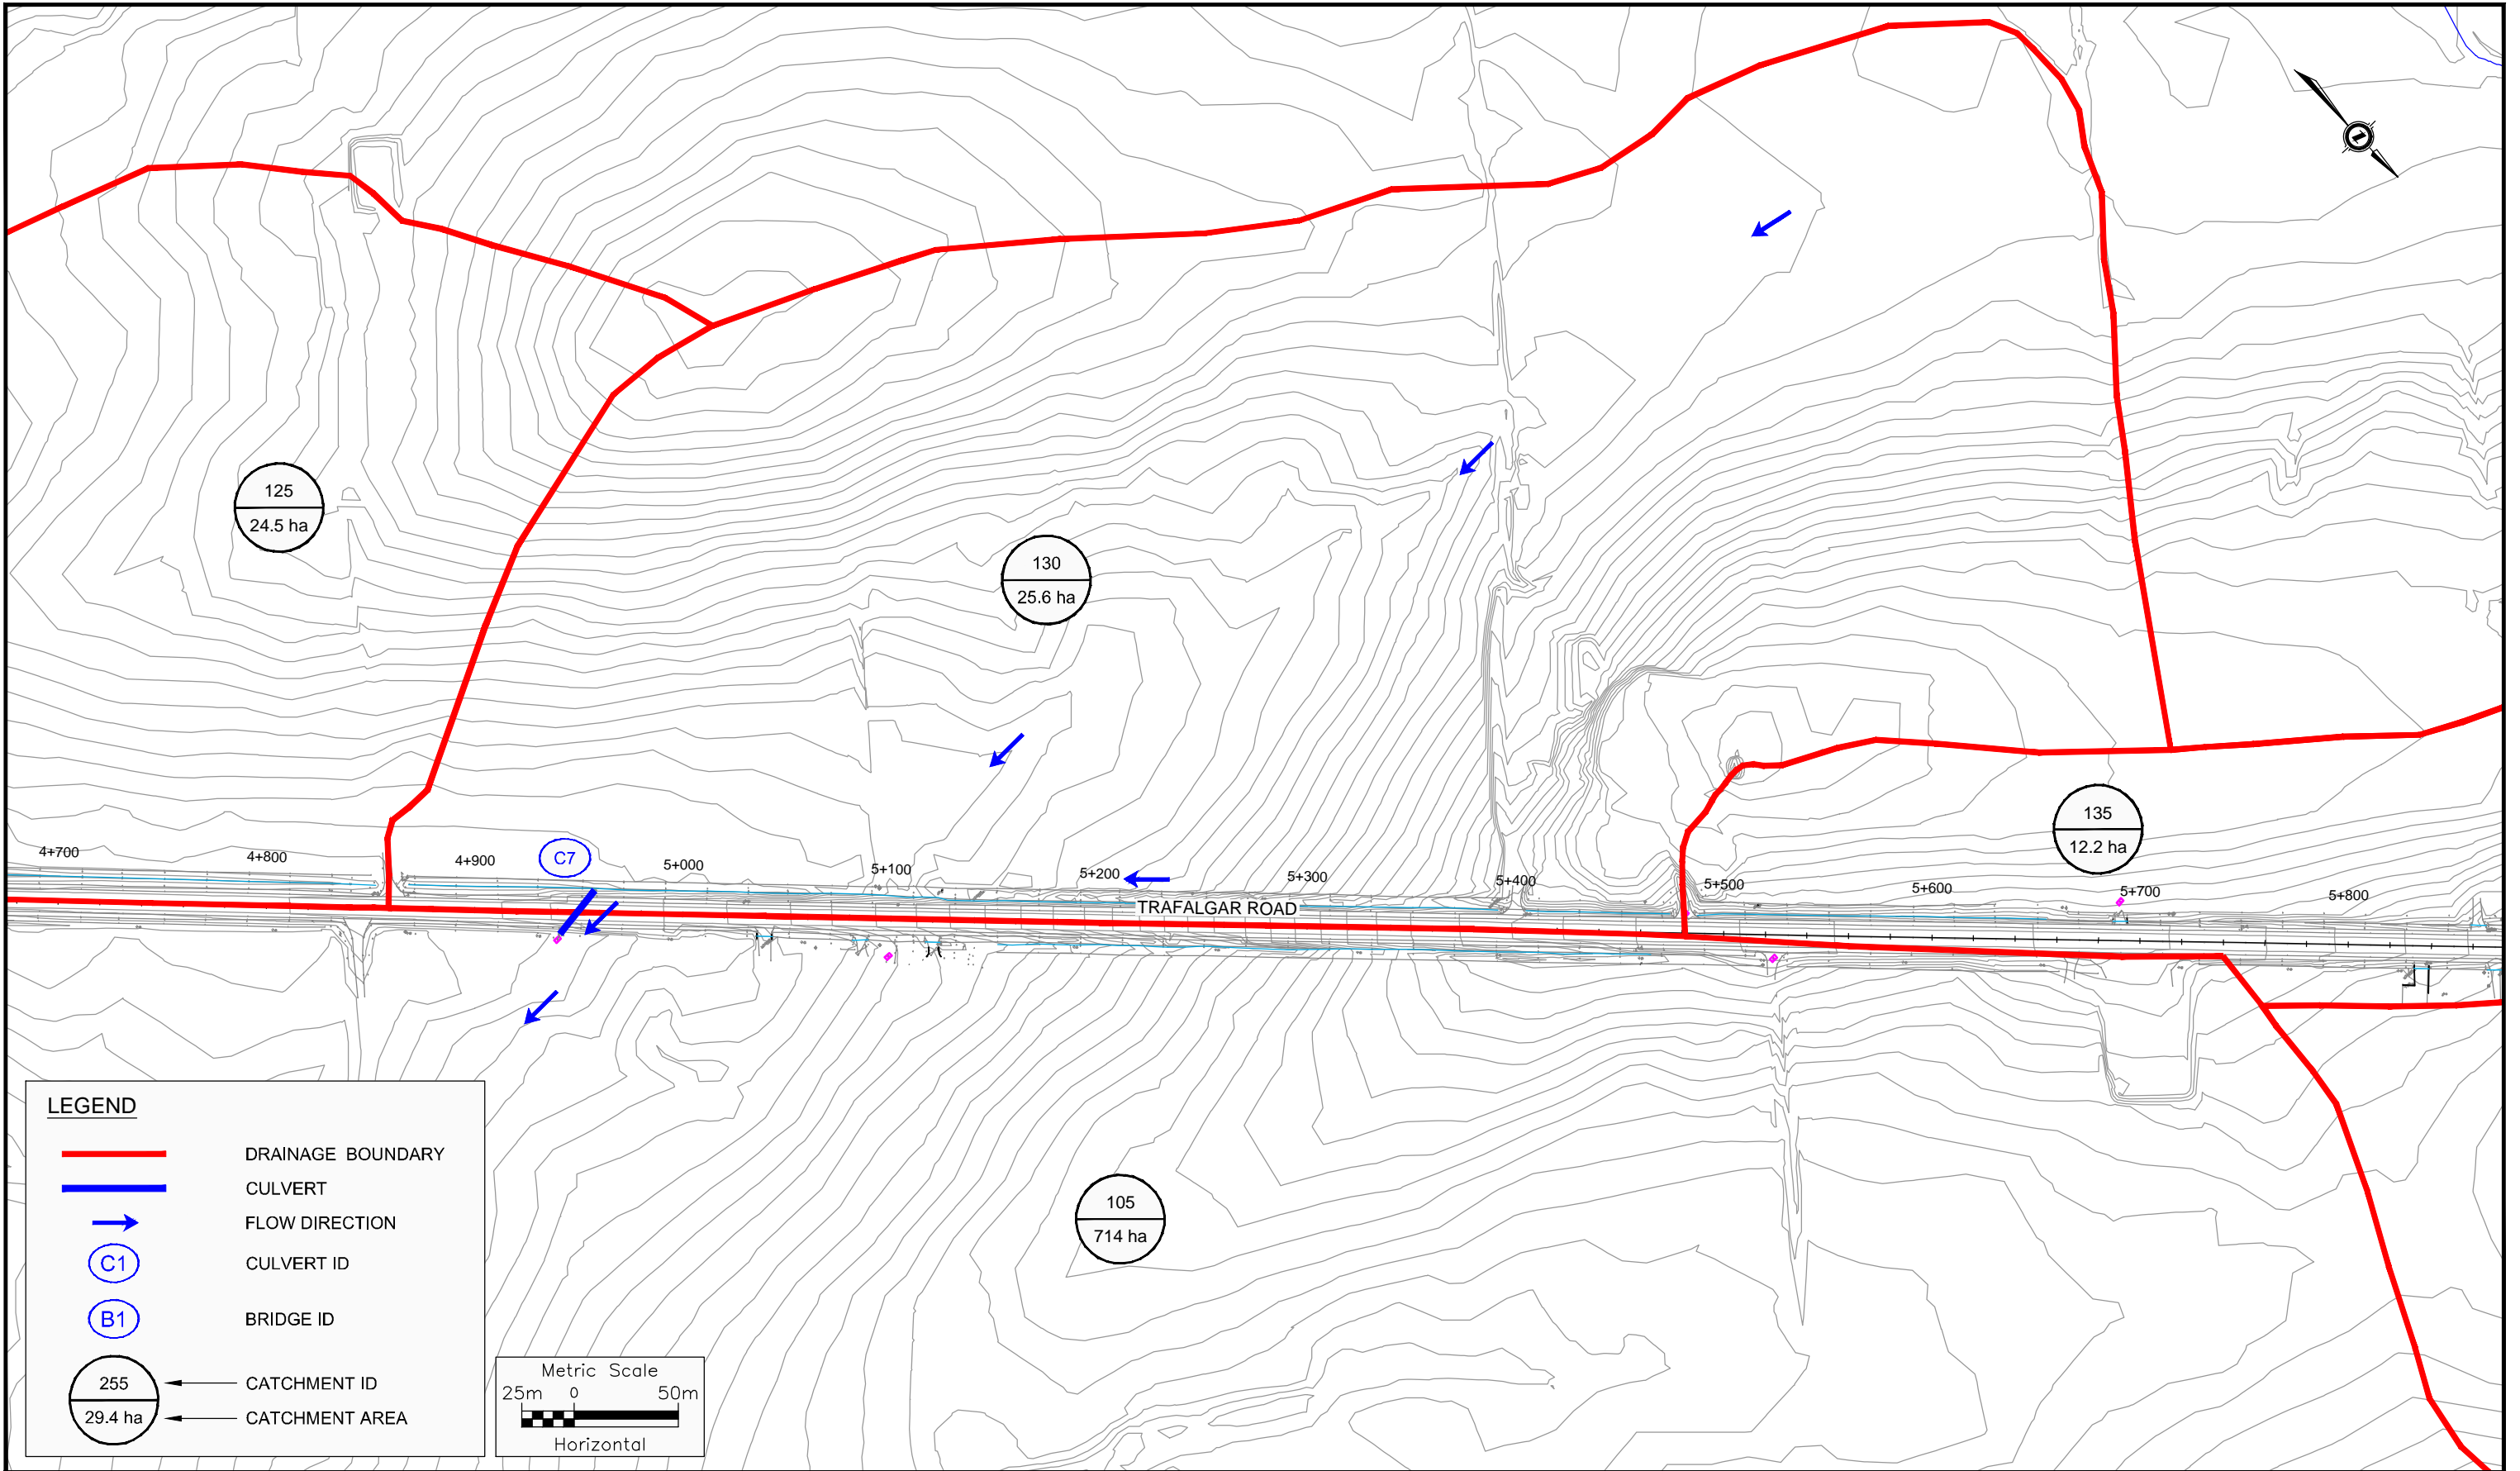 125
24.5 ha
130
25.6 ha
135
12.2 ha
4+700
4+800
4+900
C7
5+000
5+100
5+200
5+300
5+400
5+500
5+600
5+700
5+800
TRAFALGAR ROAD
105
714 ha
LEGEND
DRAINAGE BOUNDARY
CULVERT
FLOW DIRECTION
C1 CULVERT ID
B1 BRIDGE ID
255 CATCHMENT ID
29.4 ha CATCHMENT AREA
Metric Scale
25m 0 50m
Horizontal
Z